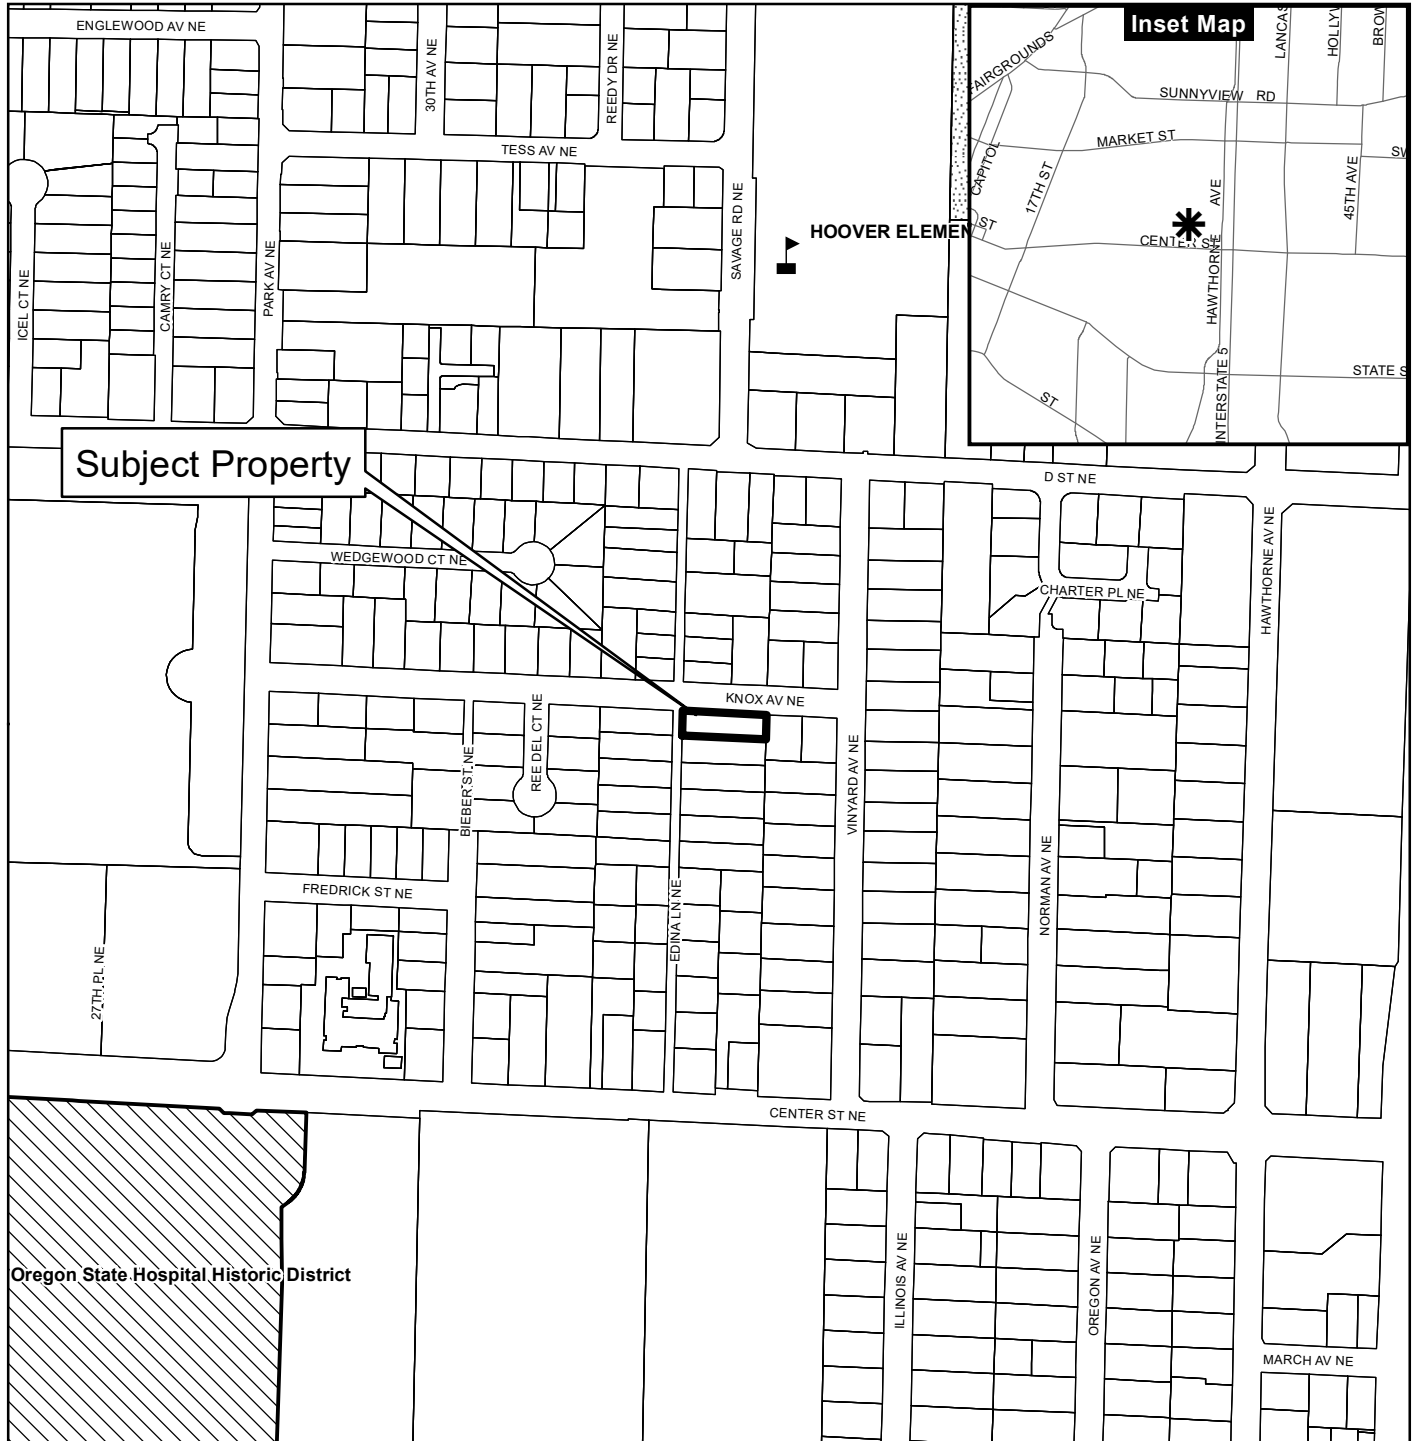 ENGLEWOOD AV NE
30TH AV NE
REEDY DR NE
TESS AV NE
ICEL CT NE
CAMRY CT NE
PARK AV NE
SAVAGE RD NE
HOOVER ELEMEN
Inset Map
FAIRGROUNDS
LANCAS
HOLLYV
BROW
SUNNYVIEW RD
MARKET ST
CAPITOL
17TH ST
ST
45TH AVE
CENTER ST
HAWTHORNE AVE
INTERSTATE 5
STATE S
ST
Subject Property
D ST NE
WEDGEWOOD CT NE
CHARTER PL NE
HAWTHORNE AV NE
KNOX AV NE
REE DEL CT NE
BIEBER ST NE
VINYARD AV NE
NORMAN AV NE
FREDRICK ST NE
EDINA LN NE
27TH PL NE
CENTER ST NE
Oregon State Hospital Historic District
ILLINOIS AV NE
OREGON AV NE
MARCH AV NE